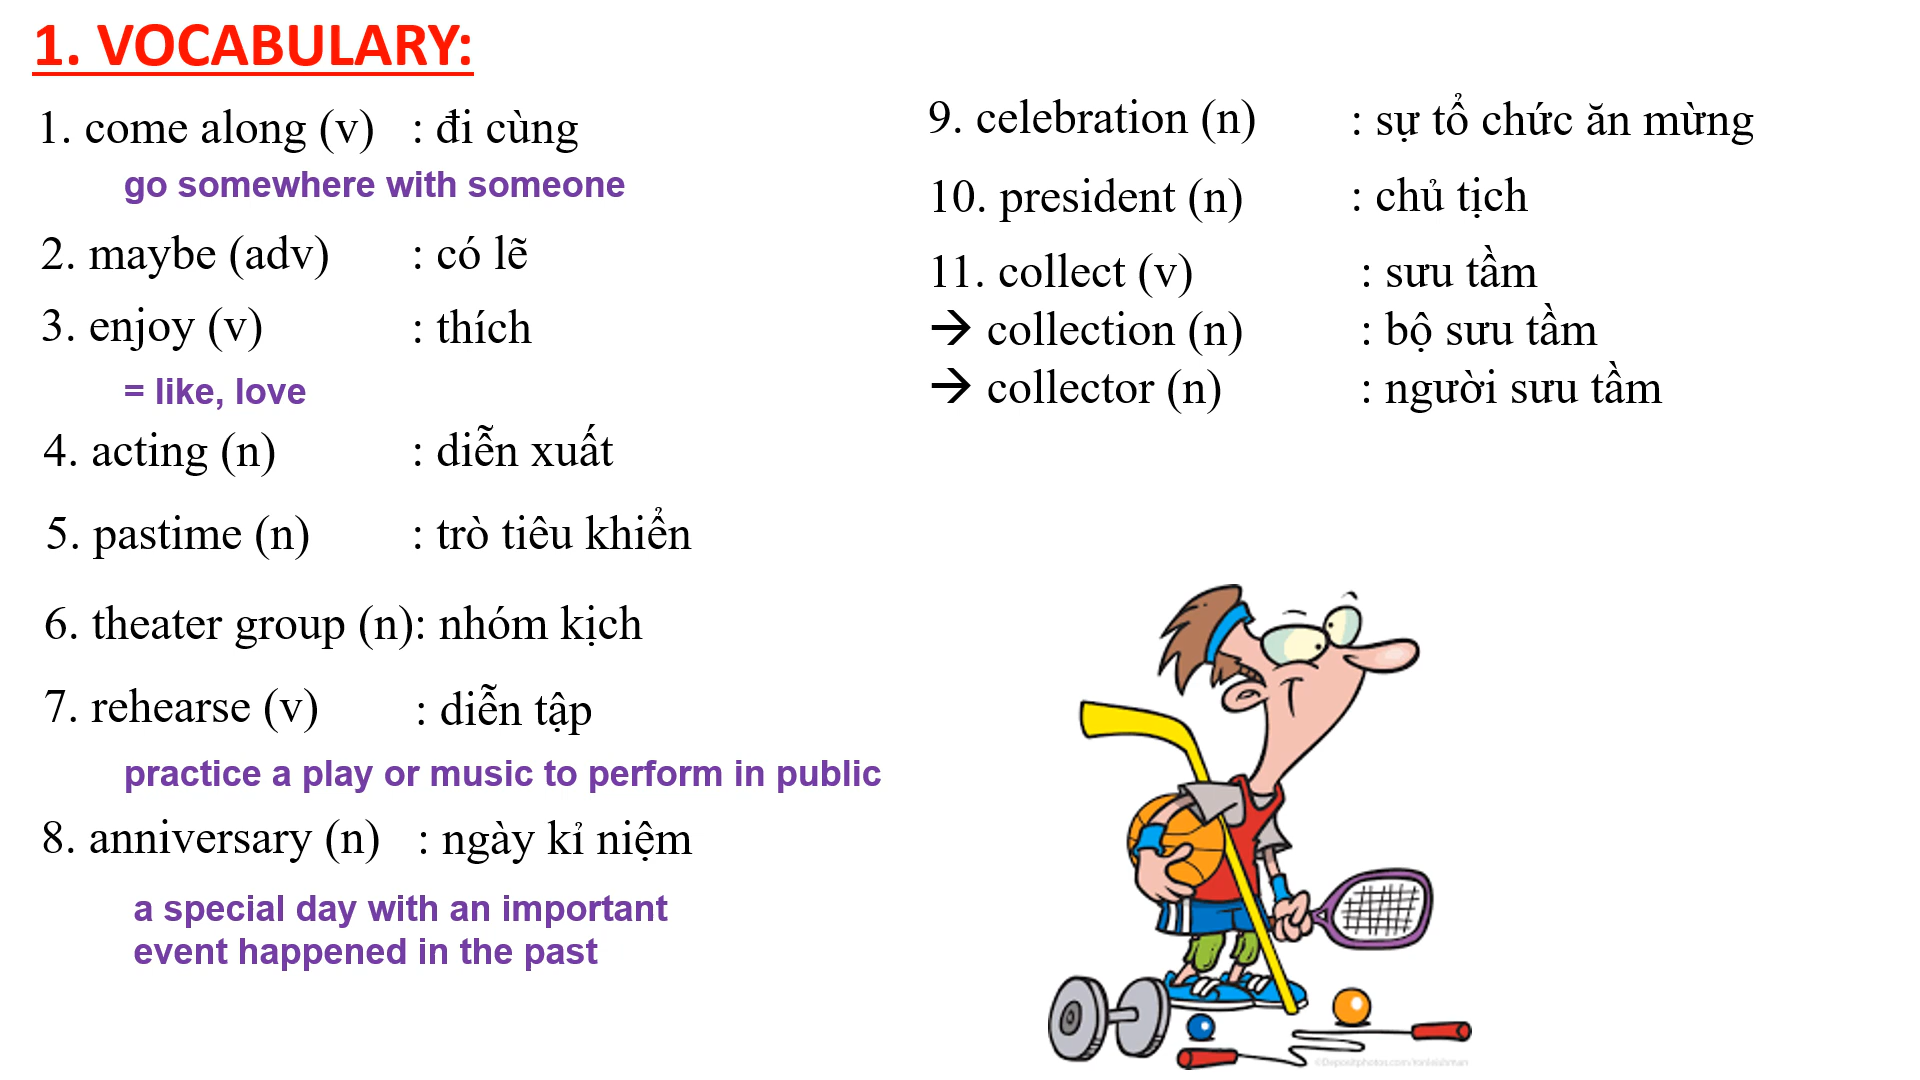 1. VOCABULARY:
1. come along (v) : đi cùng
go somewhere with someone
2. maybe (adv) : có lẽ
3. enjoy (v) : thích
= like, love
4. acting (n) : diễn xuất
5. pastime (n) : trò tiêu khiển
6. theater group (n): nhóm kịch
7. rehearse (v) : diễn tập
practice a play or music to perform in public
8. anniversary (n) : ngày kỉ niệm
a special day with an important
event happened in the past
9. celebration (n) : sự tổ chức ăn mừng
10. president (n) : chủ tịch
11. collect (v) : sưu tầm
→ collection (n) : bộ sưu tầm
→ collector (n) : người sưu tầm